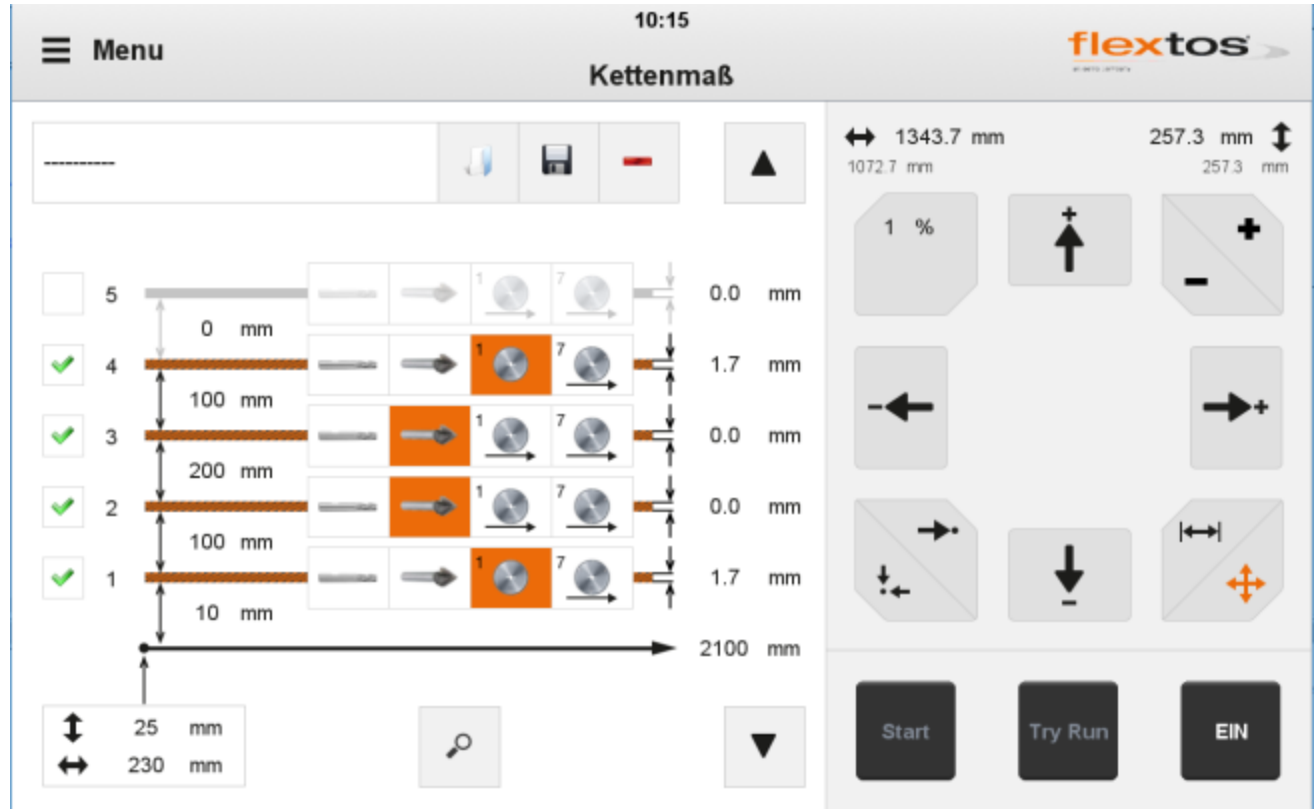 10:15
Menu
flextos
Kettenmaß
----------
1343.7 mm
257.3 mm
1072.7 mm
257.3 mm
1 %
+
+
−
5
1
7
0.0 mm
0 mm
4
1
7
1.7 mm
100 mm
-
+
3
1
7
0.0 mm
200 mm
2
1
7
0.0 mm
100 mm
1
1
7
1.7 mm
−
10 mm
2100 mm
25 mm
230 mm
Start
Try Run
EIN